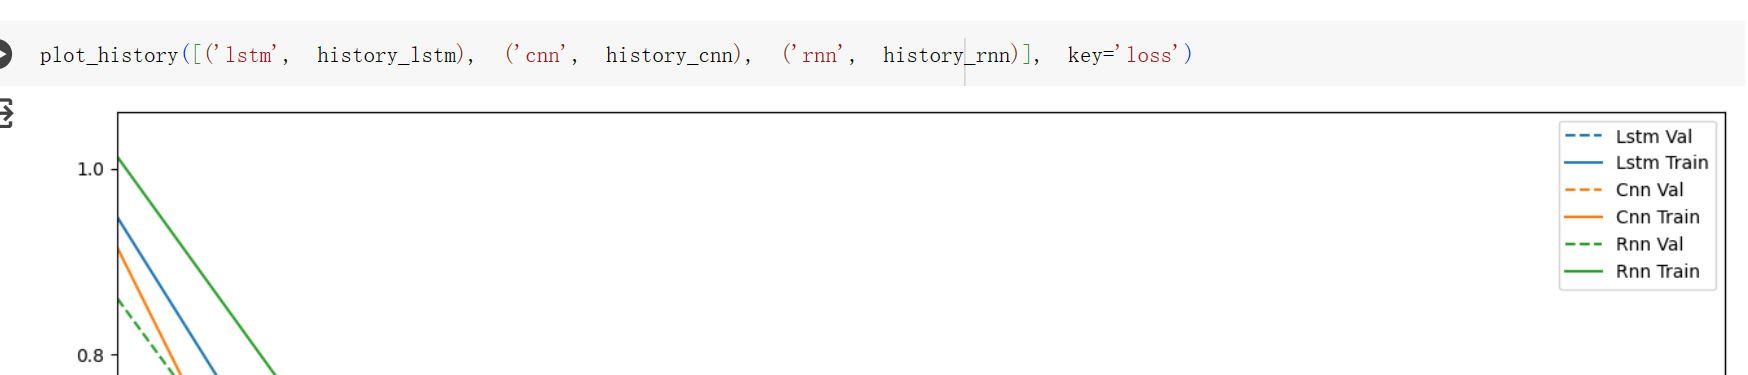 plot_history([('lstm', history_lstm), ('cnn', history_cnn), ('rnn', history_rnn)], key='loss')
Lstm Val
1.0
Lstm Train
Cnn Val
Cnn Train
Rnn Val
Rnn Train
0.8